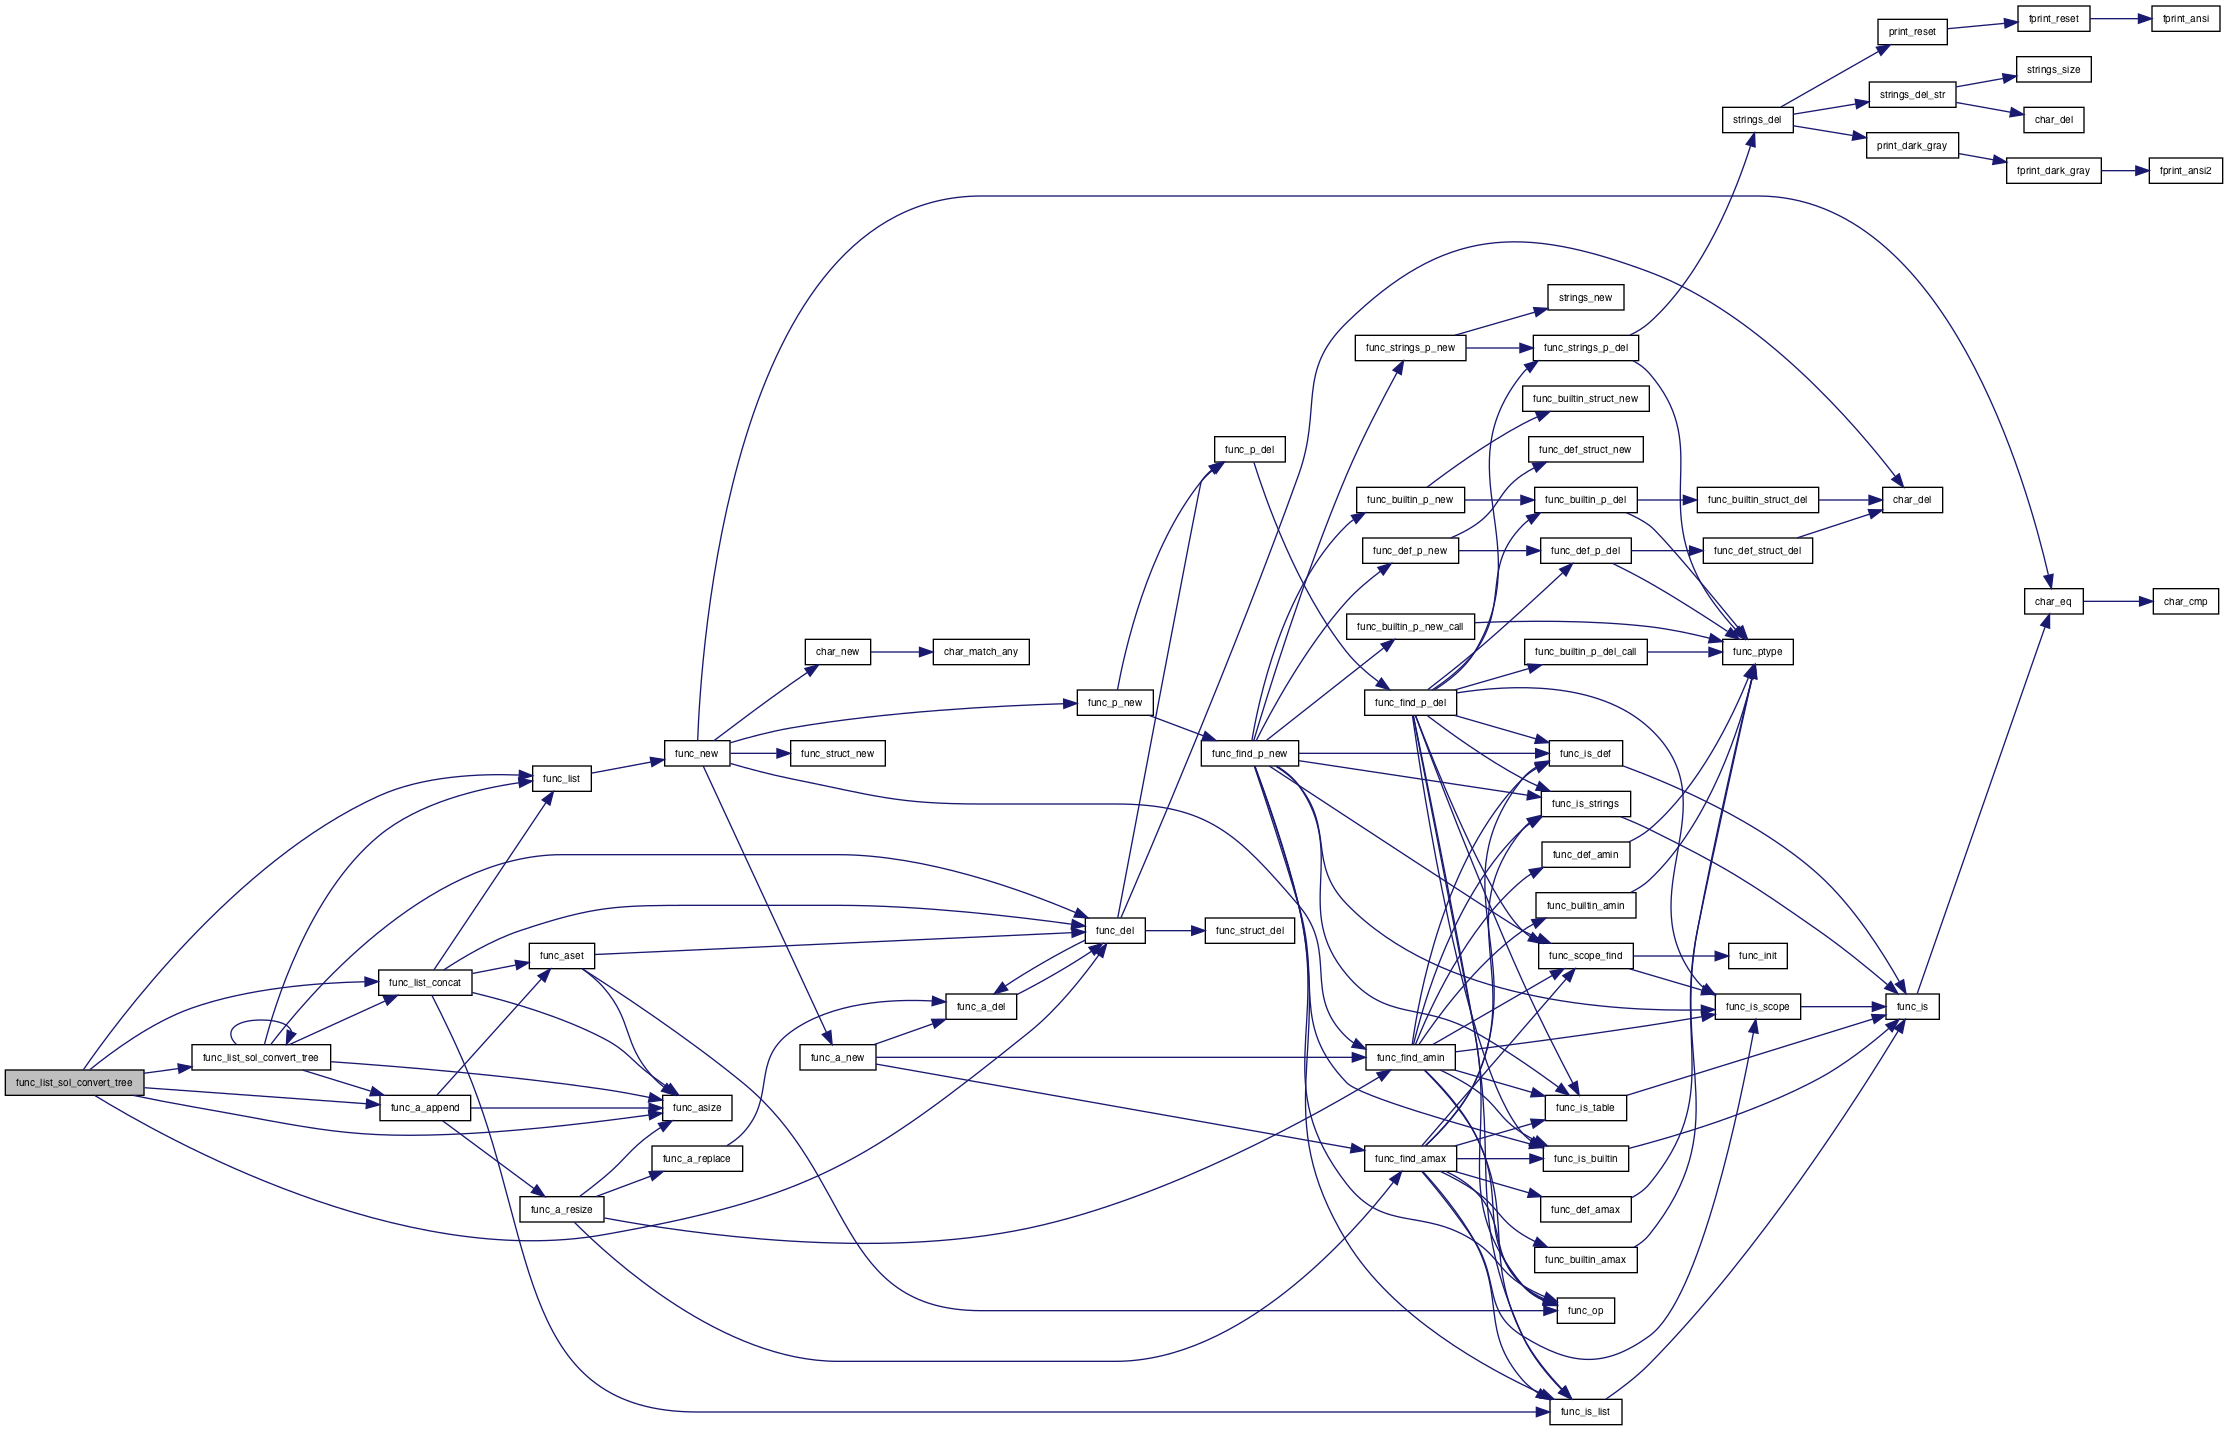 fprint_reset
fprint_ansi
print_reset
strings_size
strings_del_str
strings_del
char_del
print_dark_gray
fprint_dark_gray
fprint_ansi2
strings_new
func_strings_p_new
func_strings_p_del
func_builtin_struct_new
func_p_del
func_def_struct_new
func_builtin_p_new
func_builtin_p_del
func_builtin_struct_del
char_del
func_def_p_new
func_def_p_del
func_def_struct_del
char_eq
char_cmp
func_builtin_p_new_call
char_new
char_match_any
func_builtin_p_del_call
func_ptype
func_p_new
func_find_p_del
func_new
func_struct_new
func_find_p_new
func_is_def
func_list
func_is_strings
func_def_amin
func_builtin_amin
func_del
func_struct_del
func_aset
func_scope_find
func_init
func_list_concat
func_a_del
func_is_scope
func_is
func_list_sol_convert_tree
func_a_new
func_find_amin
func_list_sol_convert_tree
func_a_append
func_asize
func_is_table
func_a_replace
func_find_amax
func_is_builtin
func_a_resize
func_def_amax
func_builtin_amax
func_op
func_is_list